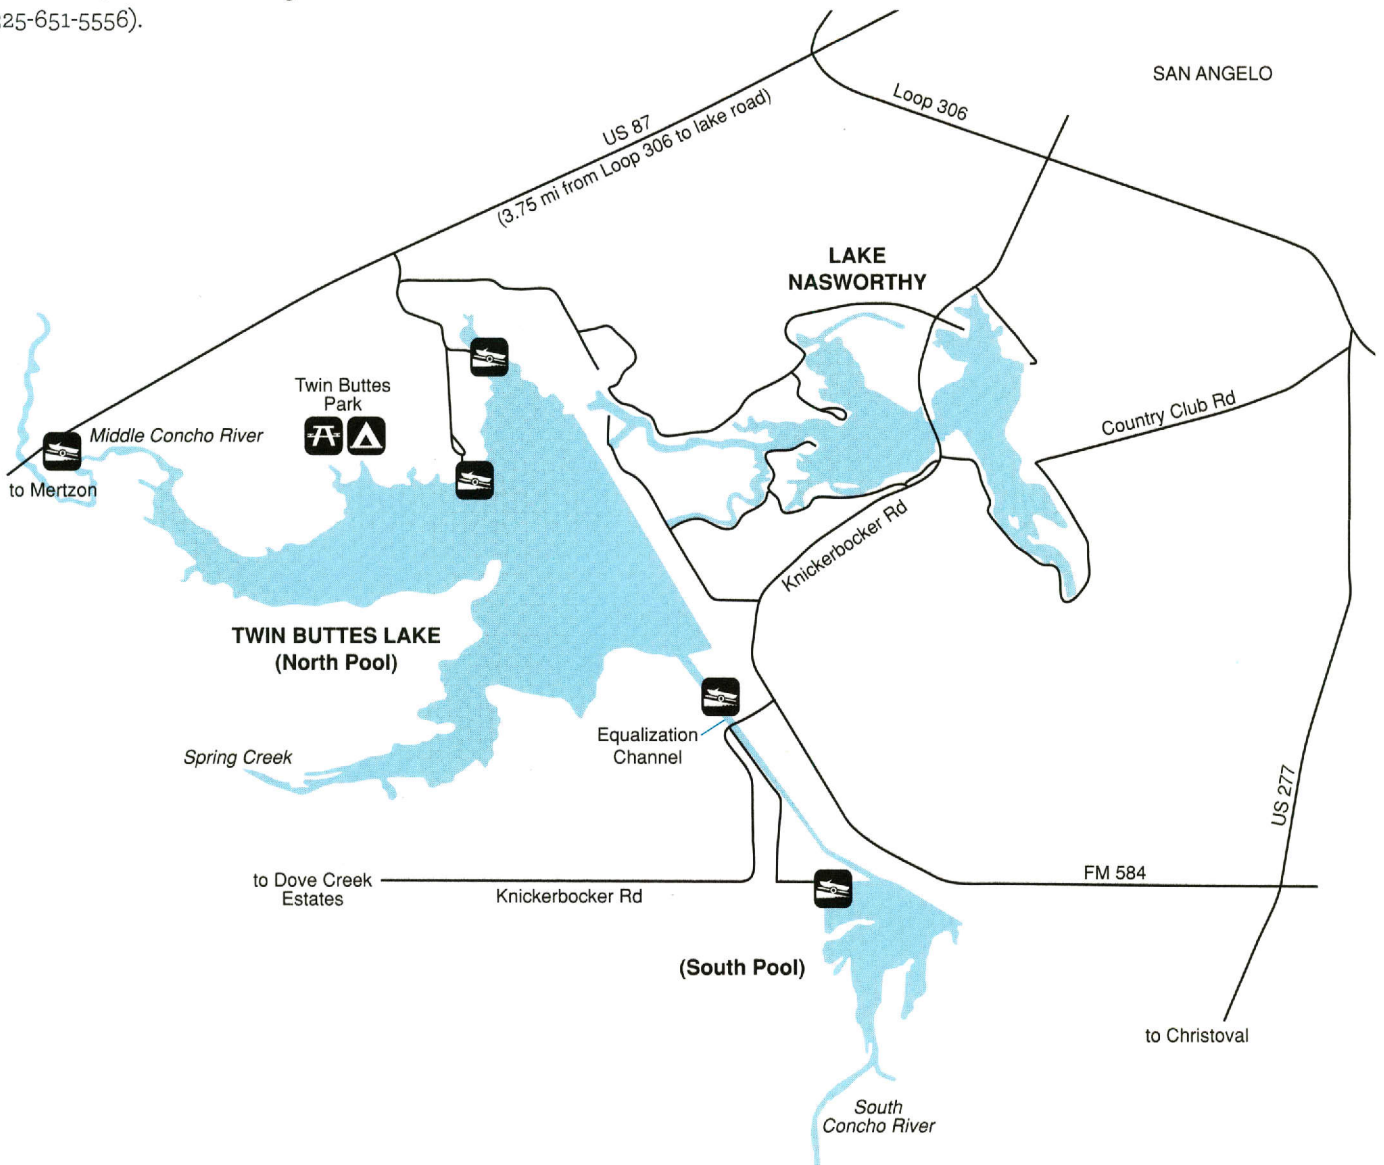 25-651-5556).
SAN ANGELO
Loop 306
US 87
(3.75 mi from Loop 306 to lake road)
LAKE
NASWORTHY
Twin Buttes
Park
Country Club Rd
Middle Concho River
to Mertzon
Knickerbocker Rd
TWIN BUTTES LAKE
(North Pool)
Equalization
Channel
Spring Creek
US 277
to Dove Creek
Estates
Knickerbocker Rd
FM 584
(South Pool)
to Christoval
South
Concho River